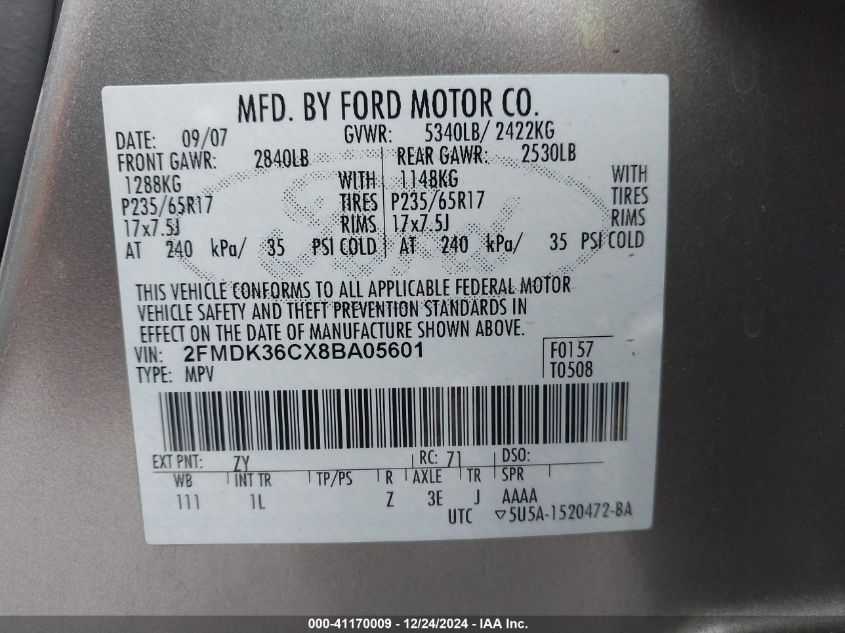 MFD. BY FORD MOTOR CO.
DATE: 09/07 GVWR: 5340LB/ 2422KG
FRONT GAWR: 2840LB REAR GAWR: 2530LB
1288KG WITH 1148KG WITH
P235/65R17 TIRES P235/65R17 TIRES
17x7.5J RIMS 17x7.5J RIMS
AT 240 kPa/ 35 PSI COLD AT 240 kPa/ 35 PSI COLD
THIS VEHICLE CONFORMS TO ALL APPLICABLE FEDERAL MOTOR
VEHICLE SAFETY AND THEFT PREVENTION STANDARDS IN
EFFECT ON THE DATE OF MANUFACTURE SHOWN ABOVE.
VIN: 2FMDK36CX8BA05601 F0157
TYPE: MPV T0508
EXT PNT: ZY RC: 71 DSO:
WB INT TR TP/PS R AXLE TR SPR
111 1L Z 3E J AAAA
UTC ▽5U5A-1520472-BA
000-41170009 - 12/24/2024 - IAA Inc.